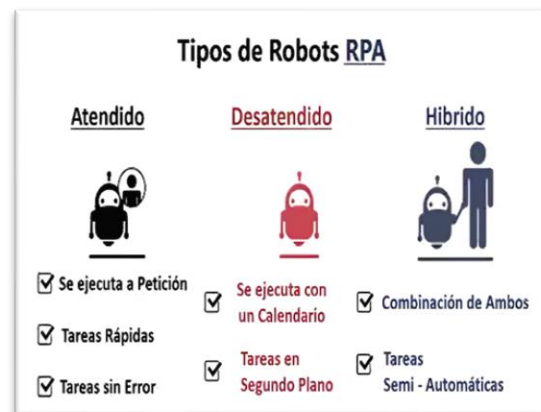 Tipos de Robots RPA
Atendido
Se ejecuta a Petición
Tareas Rápidas
Tareas sin Error
Desatendido
Se ejecuta con
un Calendario
Tareas en
Segundo Plano
Hibrido
Combinación de Ambos
Tareas
Semi - Automáticas